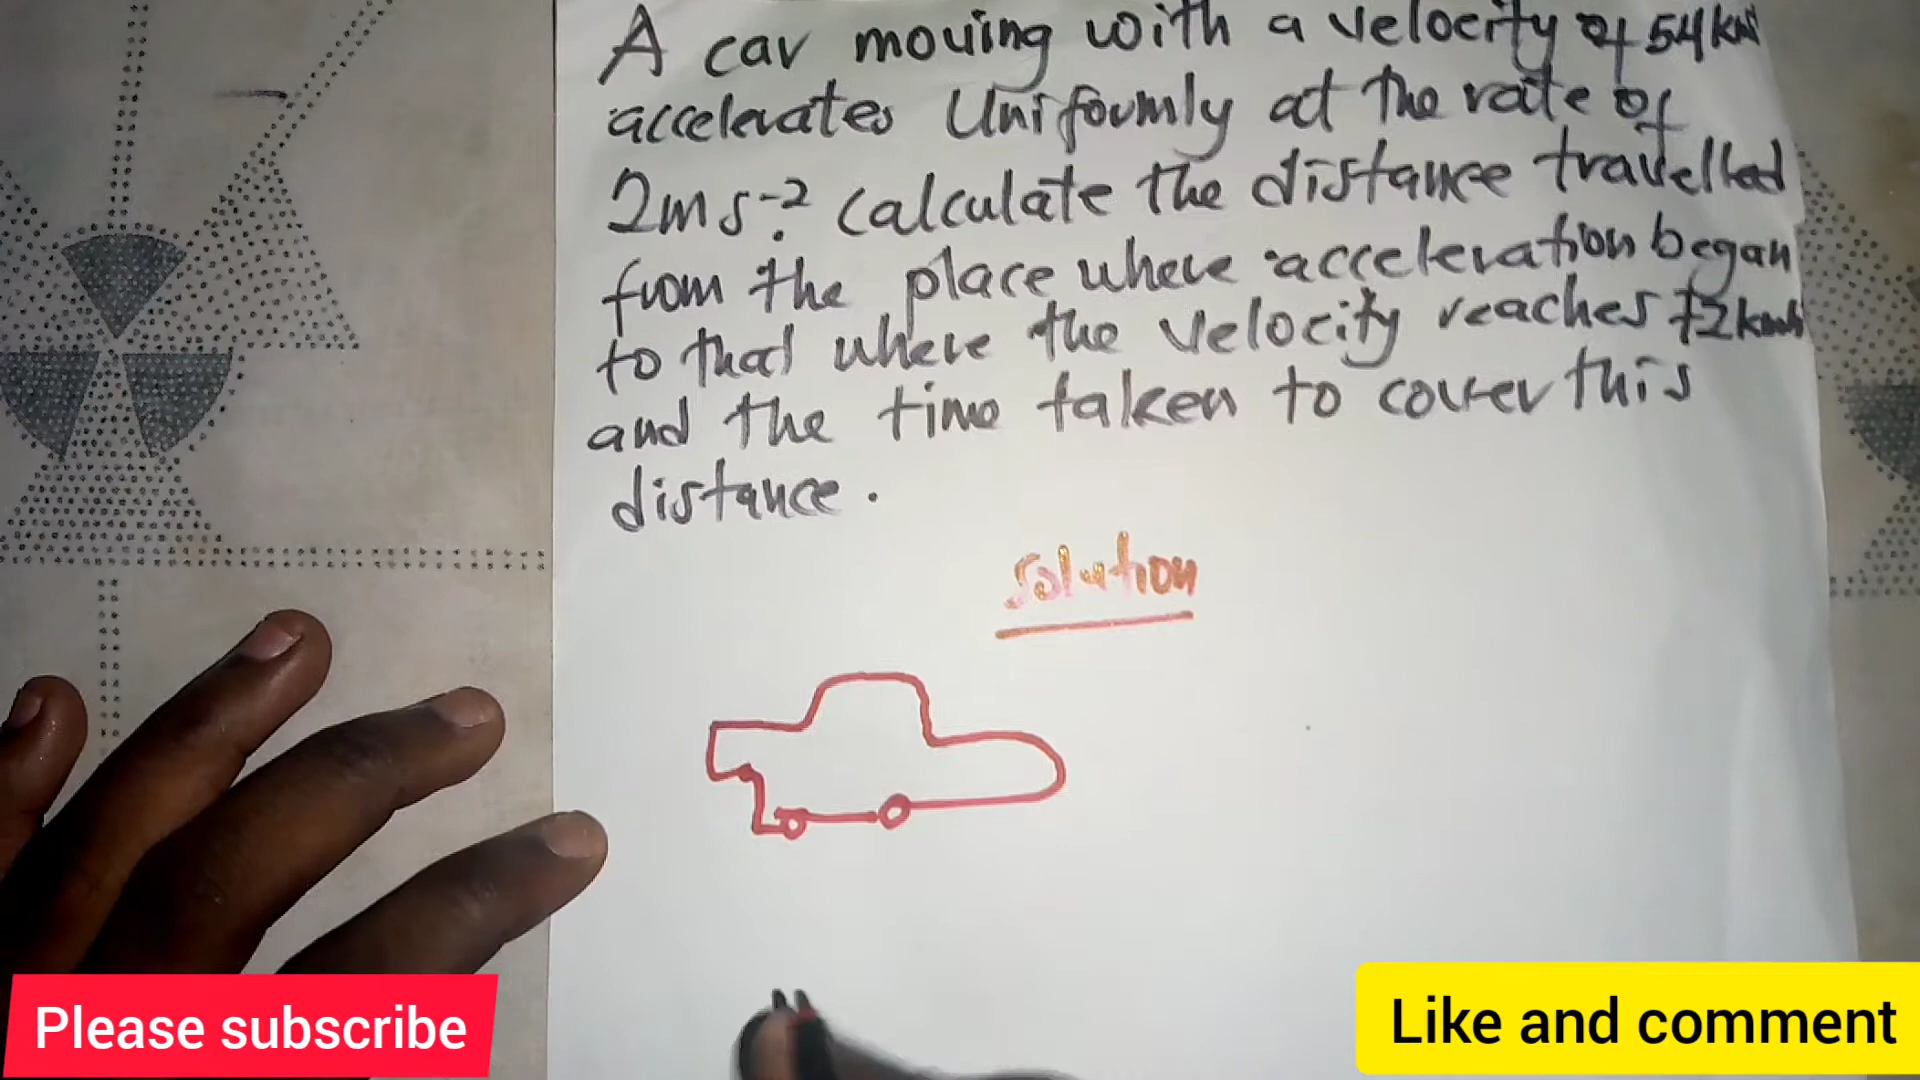 A car moving with a velocity of 54km
accelerates Uniformly at the rate of
2ms-2. calculate the distance travelled
from the place where acceleration began
to that where the velocity reaches 72kmh
and the time taken to cover this
distance.
Solution
Please subscribe
Like and comment